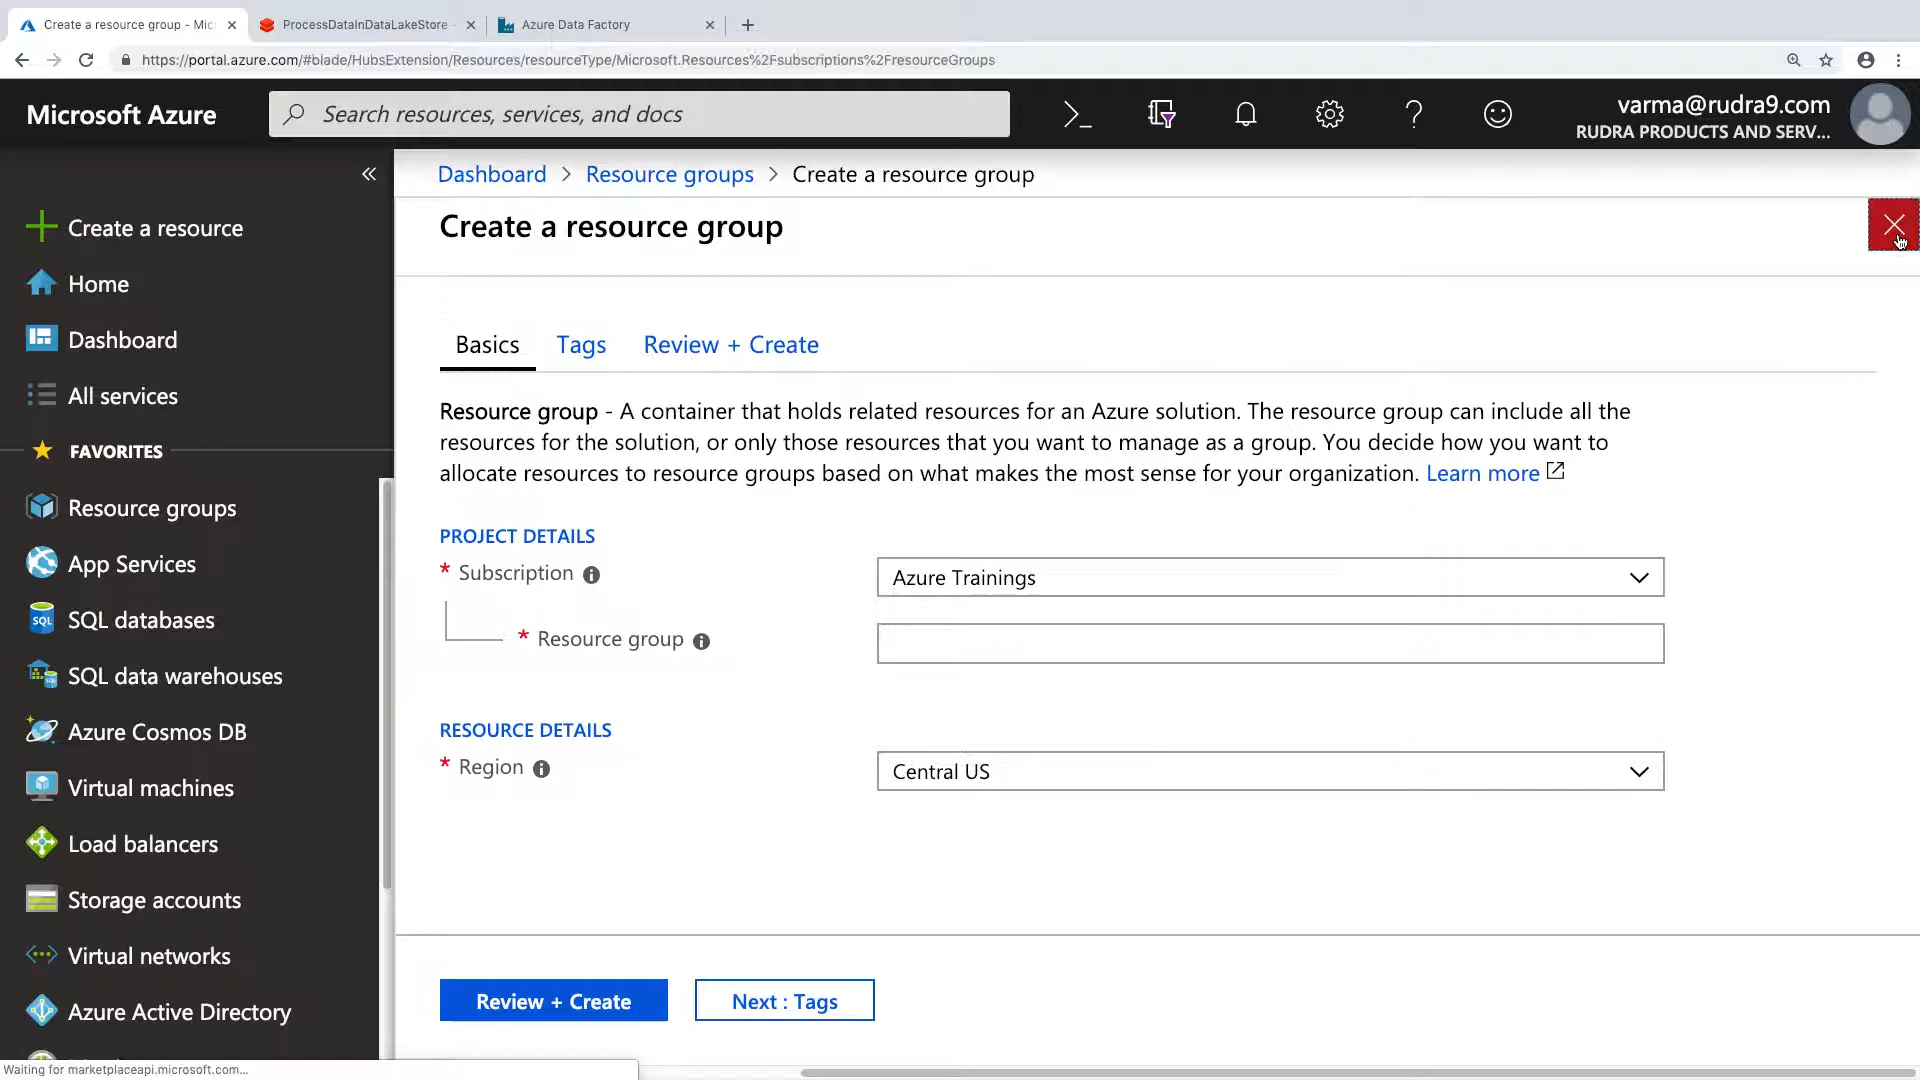 Create a resource group - Mic
ProcessDataInDataLakeStore -
Azure Data Factory
https://portal.azure.com/#blade/HubsExtension/Resources/resourceType/Microsoft.Resources%2Fsubscriptions%2FresourceGroups
Microsoft Azure
Search resources, services, and docs
varma@rudra9.com
RUDRA PRODUCTS AND SERV...
Dashboard > Resource groups > Create a resource group
Create a resource group
Create a resource
Home
Dashboard
All services
FAVORITES
Resource groups
App Services
SQL databases
SQL data warehouses
Azure Cosmos DB
Virtual machines
Load balancers
Storage accounts
Virtual networks
Azure Active Directory
Basics
Tags
Review + Create
Resource group - A container that holds related resources for an Azure solution. The resource group can include all the
resources for the solution, or only those resources that you want to manage as a group. You decide how you want to
allocate resources to resource groups based on what makes the most sense for your organization. Learn more
PROJECT DETAILS
* Subscription
Azure Trainings
* Resource group
RESOURCE DETAILS
* Region
Central US
Review + Create
Next : Tags
Waiting for marketplaceapi.microsoft.com...